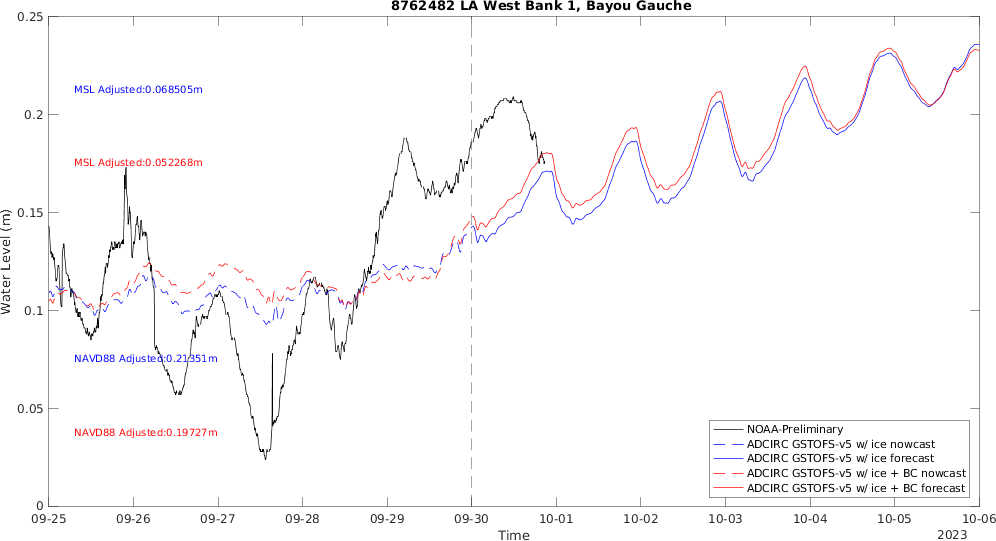 8762482 LA West Bank 1, Bayou Gauche
0.25
0.2
0.15
0.1
0.05
0
Water Level (m)
MSL Adjusted:0.068505m
MSL Adjusted:0.052268m
NAVD88 Adjusted:0.21351m
NAVD88 Adjusted:0.19727m
NOAA-Preliminary
ADCIRC GSTOFS-v5 w/ ice nowcast
ADCIRC GSTOFS-v5 w/ ice forecast
ADCIRC GSTOFS-v5 w/ ice + BC nowcast
ADCIRC GSTOFS-v5 w/ ice + BC forecast
09-25 09-26 09-27 09-28 09-29 09-30 10-01 10-02 10-03 10-04 10-05 10-06
Time
2023